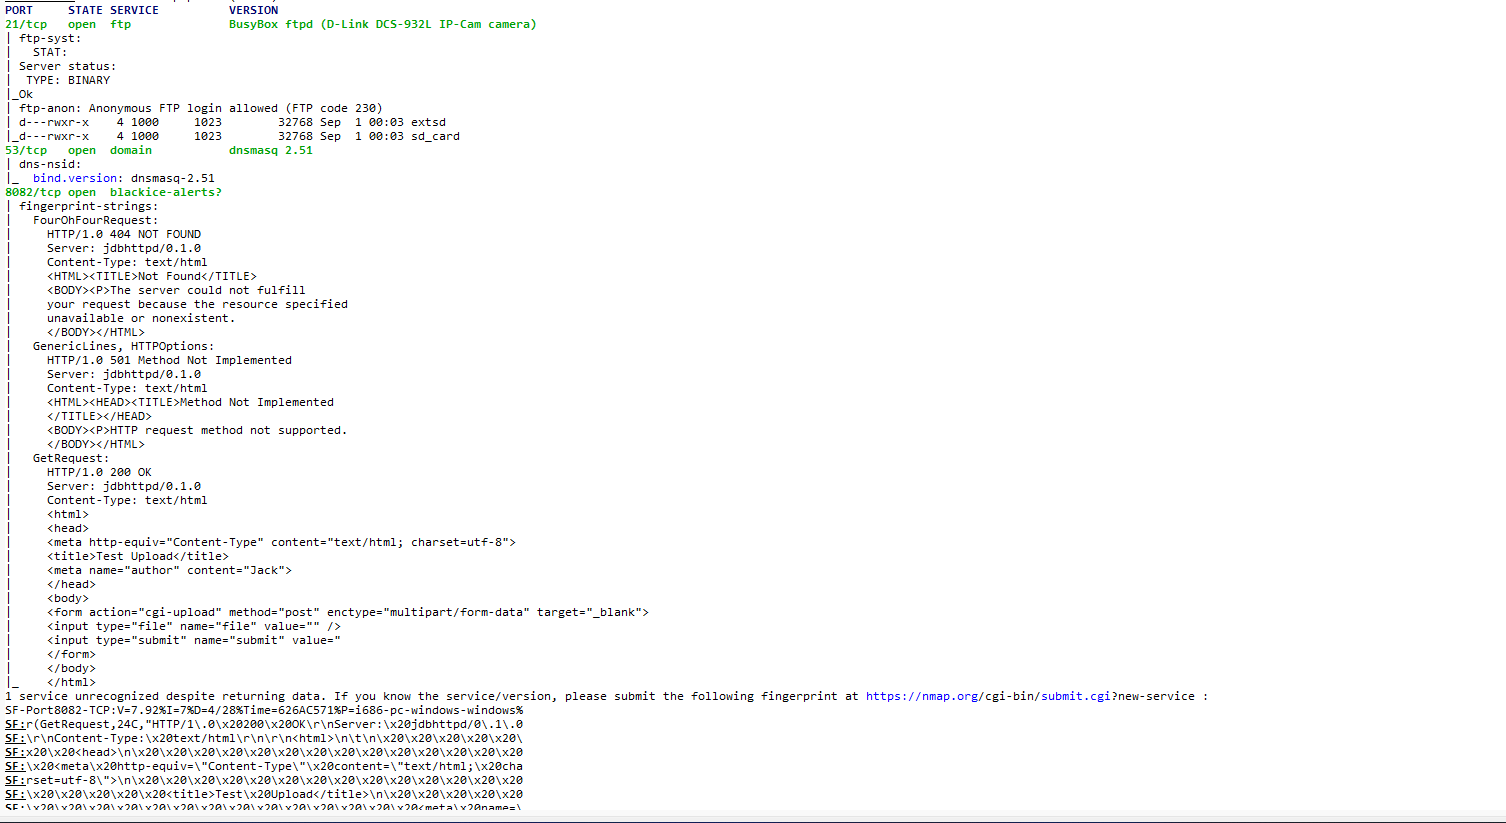 PORT     STATE SERVICE          VERSION
21/tcp   open  ftp              BusyBox ftpd (D-Link DCS-932L IP-Cam camera)
| ftp-syst:
|   STAT:
| Server status:
|  TYPE: BINARY
|_Ok
| ftp-anon: Anonymous FTP login allowed (FTP code 230)
| d---rwxr-x    4 1000     1023        32768 Sep  1 00:03 extsd
|_d---rwxr-x    4 1000     1023        32768 Sep  1 00:03 sd_card
53/tcp   open  domain           dnsmasq 2.51
| dns-nsid:
|_  bind.version: dnsmasq-2.51
8082/tcp open  blackice-alerts?
| fingerprint-strings:
|   FourOhFourRequest:
|     HTTP/1.0 404 NOT FOUND
|     Server: jdbhttpd/0.1.0
|     Content-Type: text/html
|     <HTML><TITLE>Not Found</TITLE>
|     <BODY><P>The server could not fulfill
|     your request because the resource specified
|     unavailable or nonexistent.
|     </BODY></HTML>
|   GenericLines, HTTPOptions:
|     HTTP/1.0 501 Method Not Implemented
|     Server: jdbhttpd/0.1.0
|     Content-Type: text/html
|     <HTML><HEAD><TITLE>Method Not Implemented
|     </TITLE></HEAD>
|     <BODY><P>HTTP request method not supported.
|     </BODY></HTML>
|   GetRequest:
|     HTTP/1.0 200 OK
|     Server: jdbhttpd/0.1.0
|     Content-Type: text/html
|     <html>
|     <head>
|     <meta http-equiv="Content-Type" content="text/html; charset=utf-8">
|     <title>Test Upload</title>
|     <meta name="author" content="Jack">
|     </head>
|     <body>
|     <form action="cgi-upload" method="post" enctype="multipart/form-data" target="_blank">
|     <input type="file" name="file" value="" />
|     <input type="submit" name="submit" value="
|     </form>
|     </body>
|_    </html>
1 service unrecognized despite returning data. If you know the service/version, please submit the following fingerprint at https://nmap.org/cgi-bin/submit.cgi?new-service :
SF-Port8082-TCP:V=7.92%I=7%D=4/28%Time=626AC571%P=i686-pc-windows-windows%
SF:r(GetRequest,24C,"HTTP/1\.0\x20200\x20OK\r\nServer:\x20jdbhttpd/0\.1\.0
SF:\r\nContent-Type:\x20text/html\r\n\r\n<html>\n\t\n\x20\x20\x20\x20\x20\
SF:x20\x20<head>\n\x20\x20\x20\x20\x20\x20\x20\x20\x20\x20\x20\x20\x20\x20
SF:\x20<meta\x20http-equiv=\"Content-Type\"\x20content=\"text/html;\x20cha
SF:rset=utf-8\">\n\x20\x20\x20\x20\x20\x20\x20\x20\x20\x20\x20\x20\x20\x20
SF:\x20\x20\x20\x20\x20<title>Test\x20Upload</title>\n\x20\x20\x20\x20\x20
SF:\x20\x20\x20\x20\x20\x20\x20\x20\x20\x20\x20\x20\x20\x20<meta\x20name=\